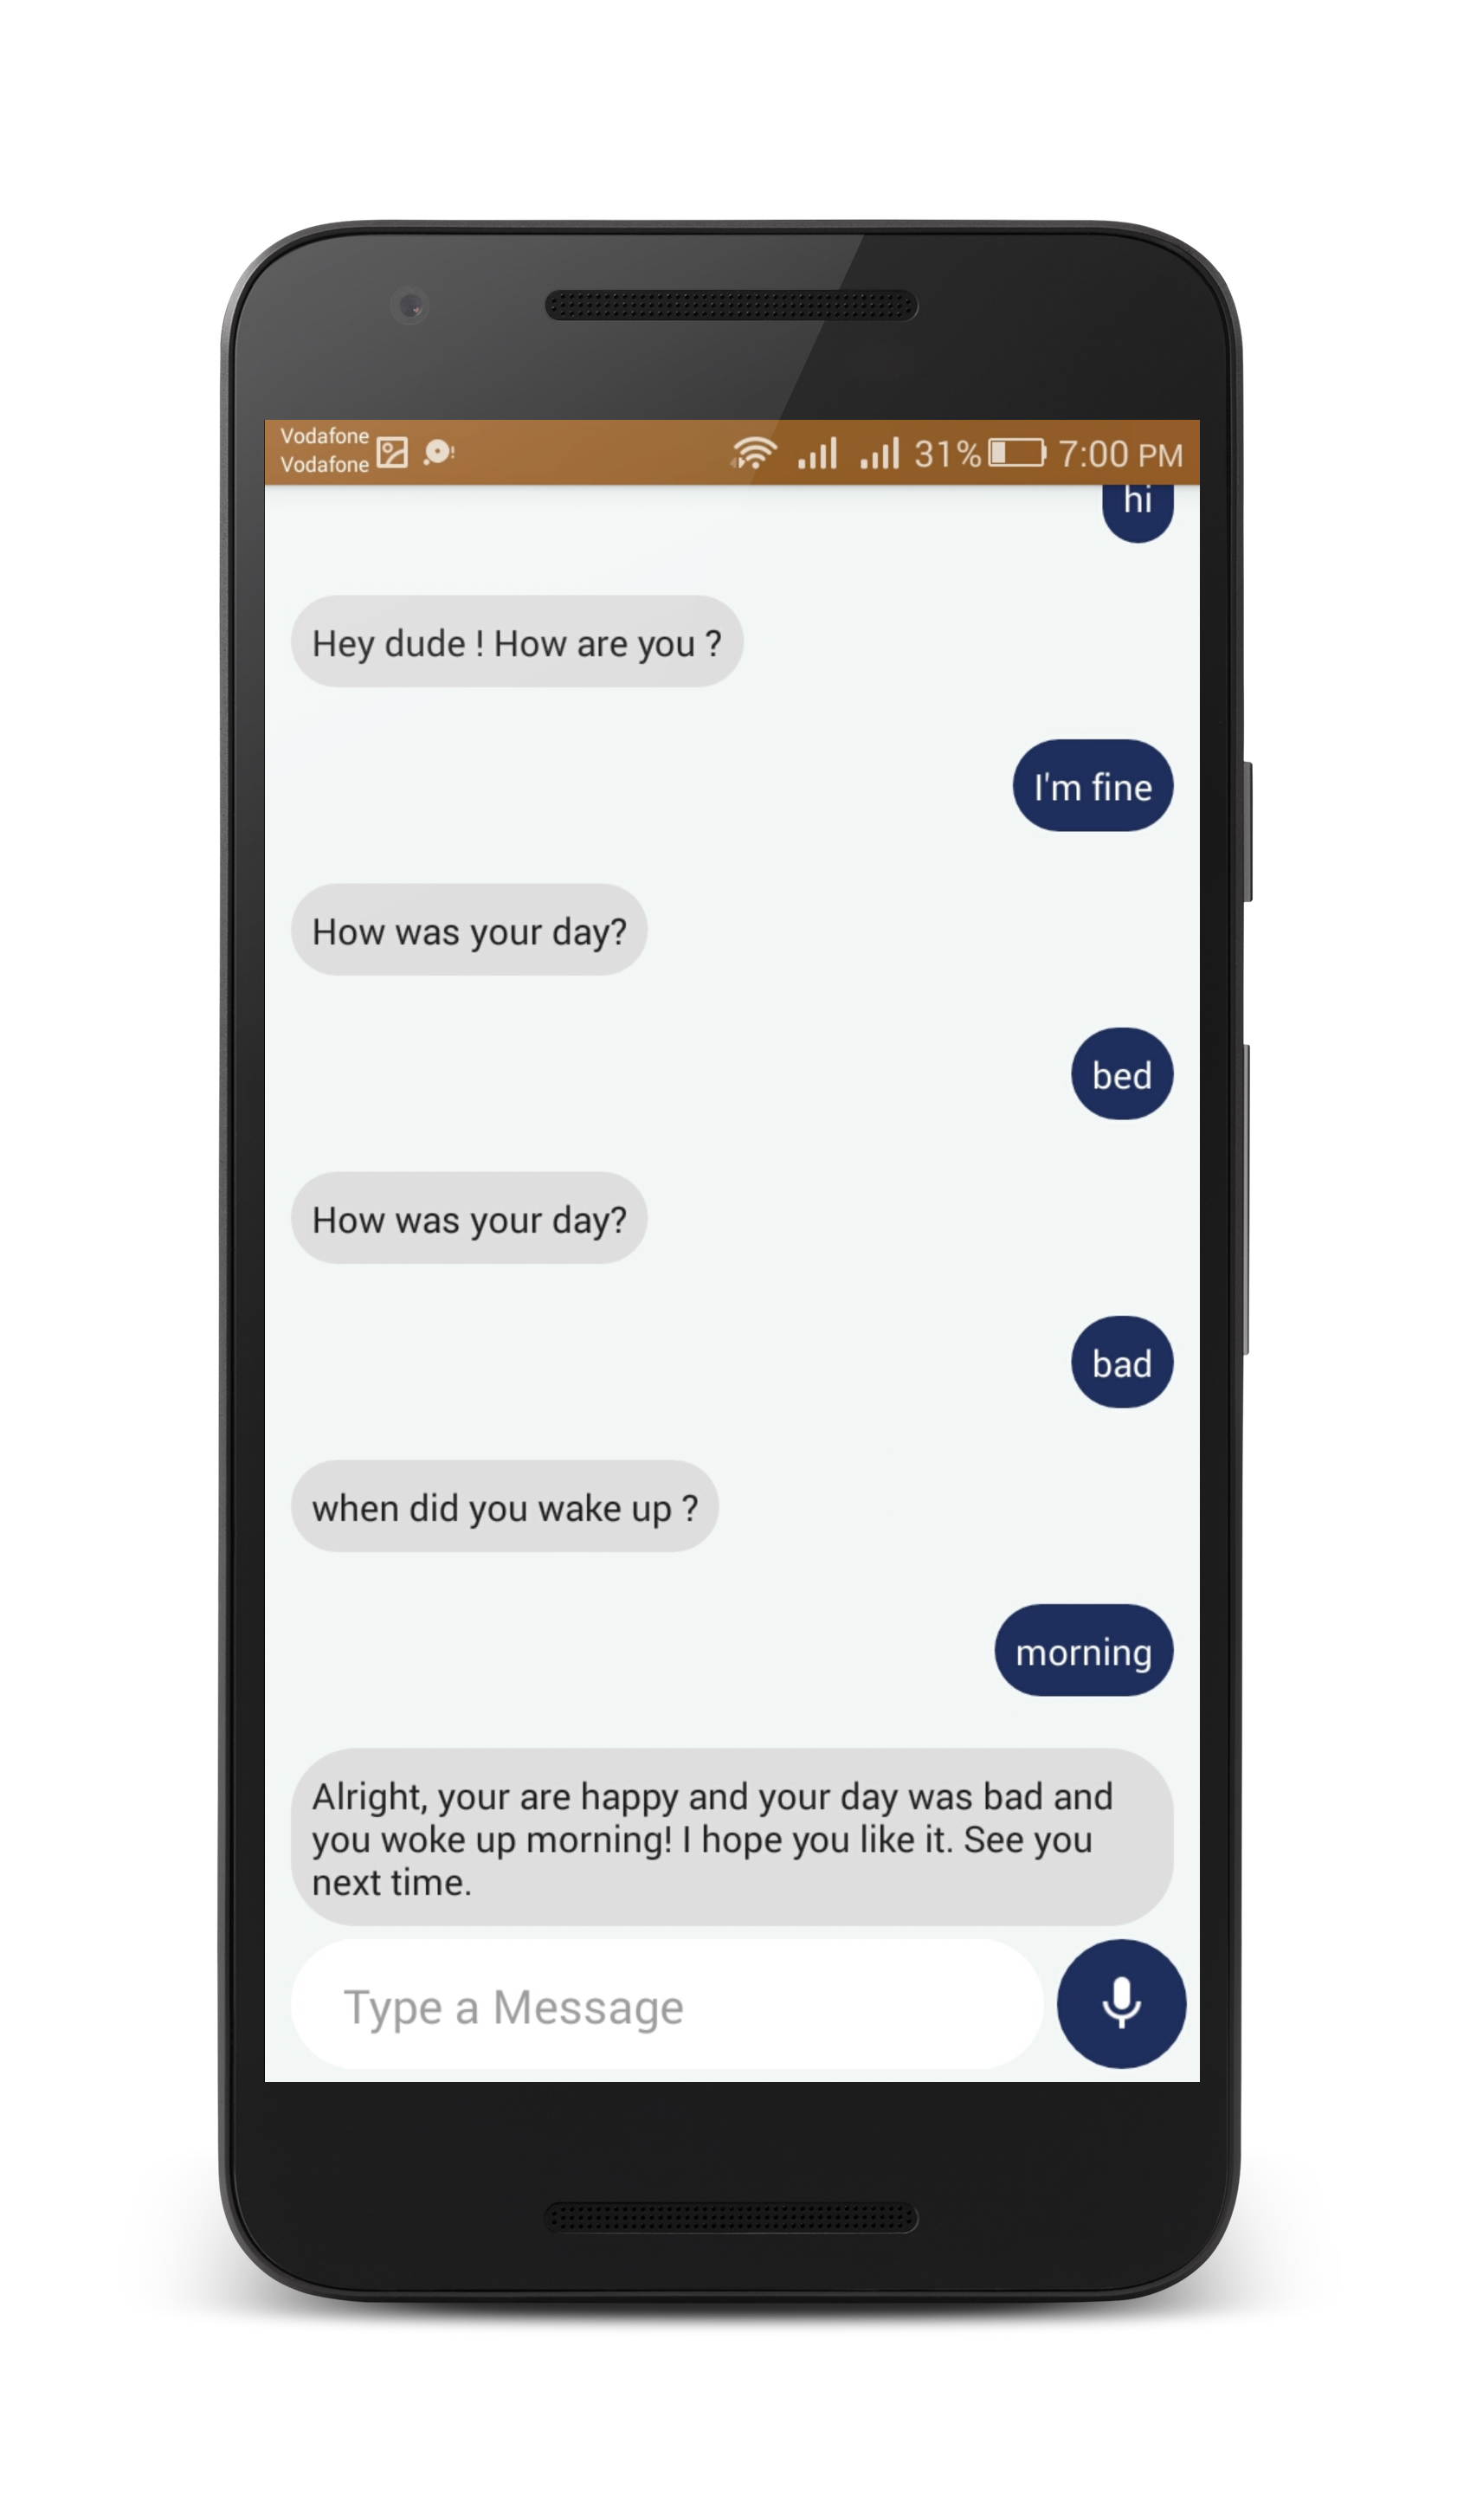 Vodafone
Vodafone
31% 7:00 PM
hi
Hey dude ! How are you ?
I'm fine
How was your day?
bed
How was your day?
bad
when did you wake up ?
morning
Alright, your are happy and your day was bad and
you woke up morning! I hope you like it. See you
next time.
Type a Message